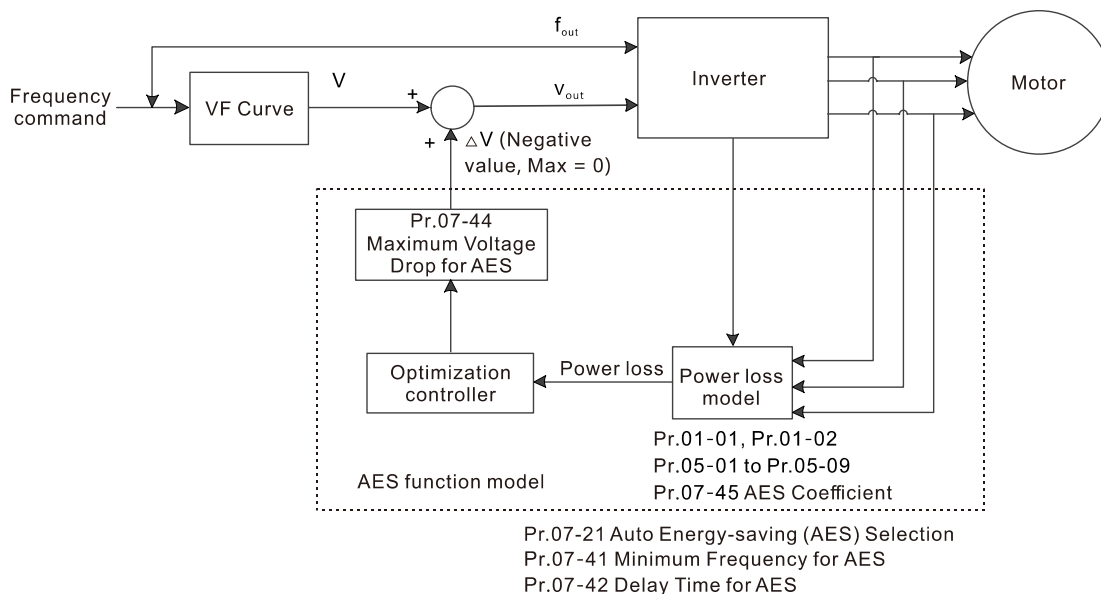 f out
Inverter
Motor
Frequency
command
VF Curve
V
+
v out
+
△V (Negative
value, Max = 0)
Pr.07-44
Maximum Voltage
Drop for AES
Optimization
controller
Power loss
Power loss
model
Pr.01-01, Pr.01-02
Pr.05-01 to Pr.05-09
Pr.07-45 AES Coefficient
AES function model
Pr.07-21 Auto Energy-saving (AES) Selection
Pr.07-41 Minimum Frequency for AES
Pr.07-42 Delay Time for AES